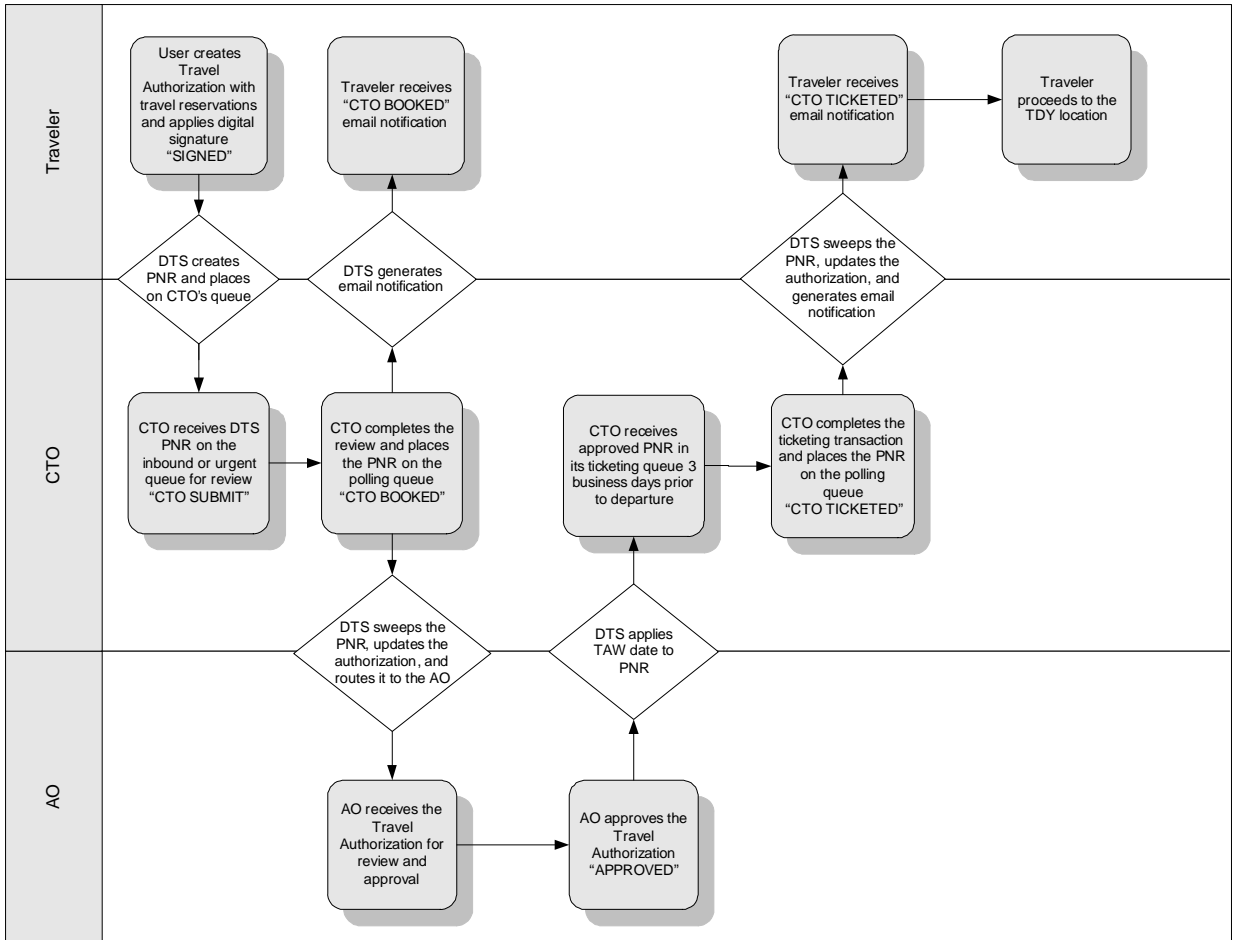 Traveler
User creates
Travel
Authorization with
travel reservations
and applies digital
signature
“SIGNED”
Traveler receives
“CTO BOOKED”
email notification
Traveler receives
“CTO TICKETED”
email notification
Traveler
proceeds to the
TDY location
DTS creates
PNR and places
on CTO’s queue
DTS generates
email notification
DTS sweeps the
PNR, updates the
authorization, and
generates email
notification
CTO
CTO receives DTS
PNR on the
inbound or urgent
queue for review
“CTO SUBMIT”
CTO completes the
review and places
the PNR on the
polling queue
“CTO BOOKED”
CTO receives
approved PNR in
its ticketing queue 3
business days prior
to departure
CTO completes the
ticketing transaction
and places the PNR
on the polling
queue
“CTO TICKETED”
DTS sweeps the
PNR, updates the
authorization, and
routes it to the AO
DTS applies
TAW date to
PNR
AO
AO receives the
Travel
Authorization for
review and
approval
AO approves the
Travel
Authorization
“APPROVED”